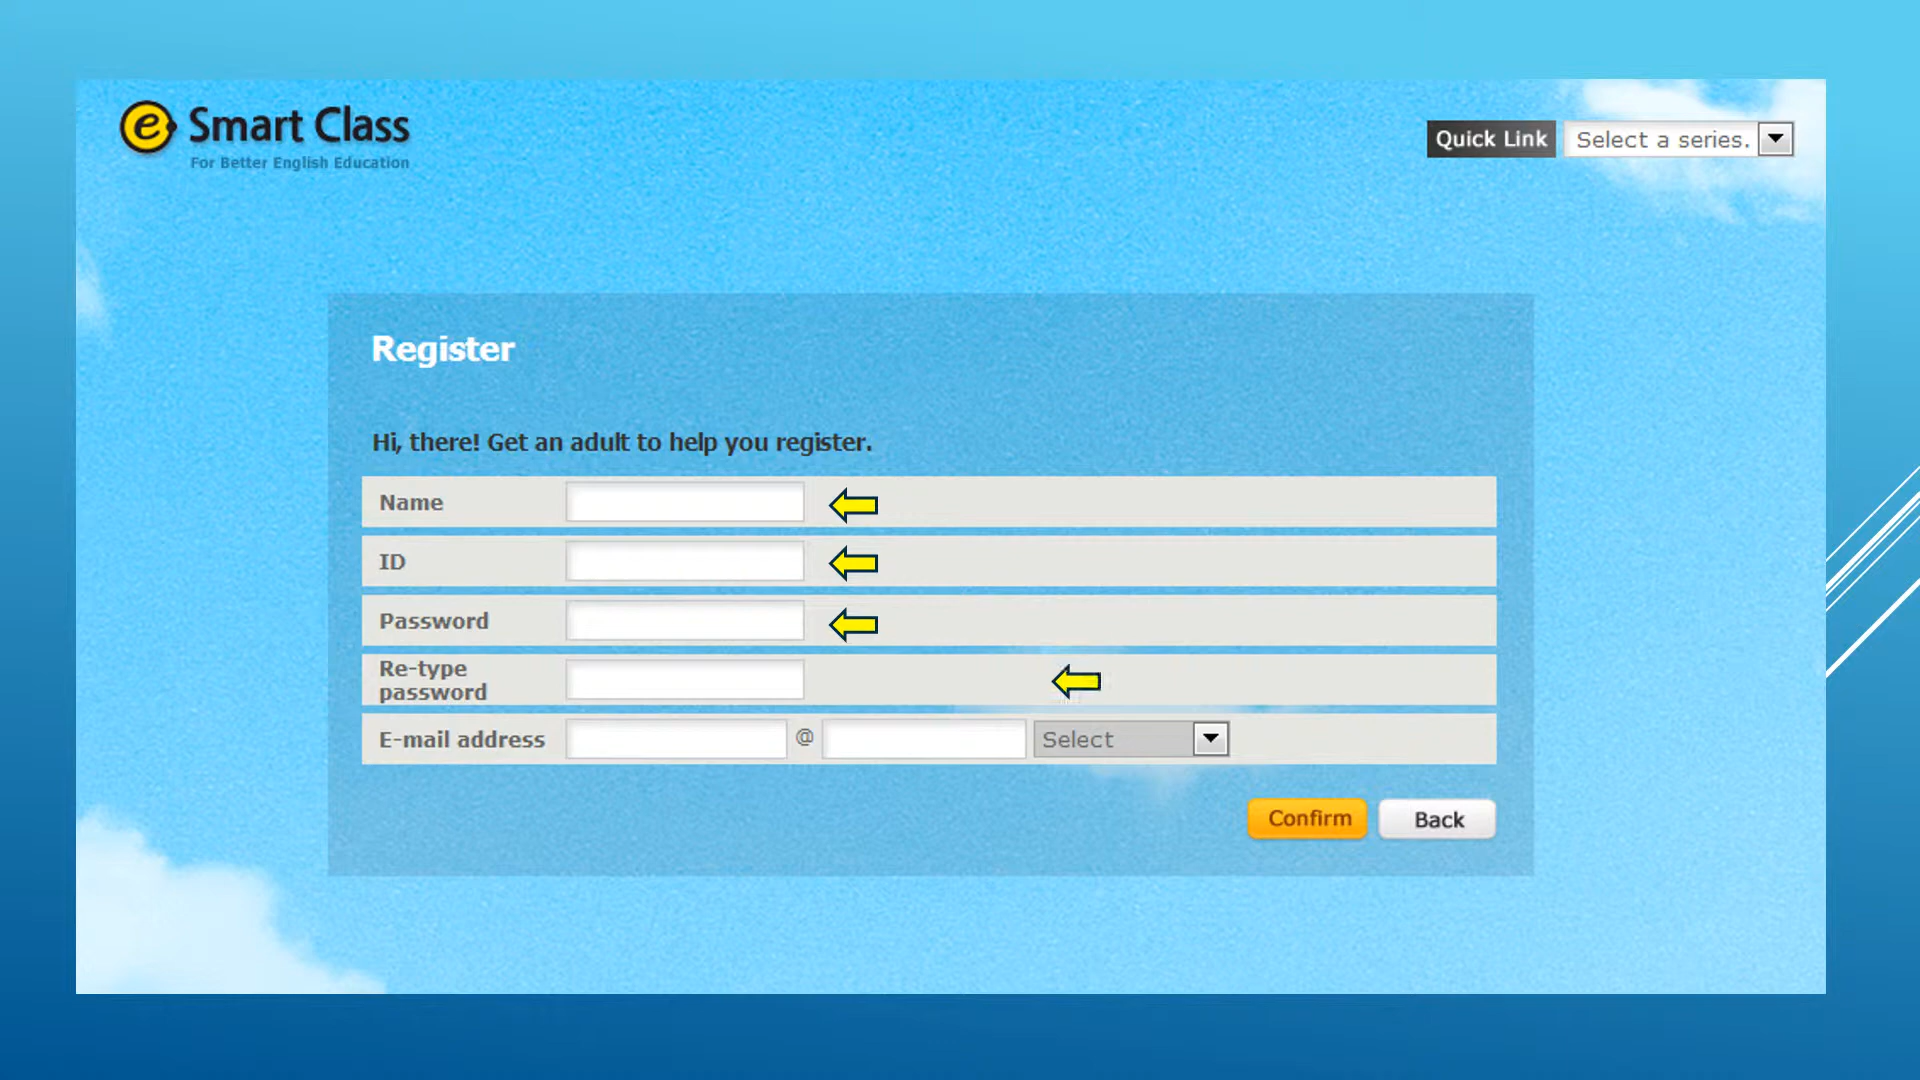 e Smart Class
For Better English Education
Quick Link
Select a series.
Register
Hi, there! Get an adult to help you register.
Name
ID
Password
Re-type
password
E-mail address @ Select
Confirm Back